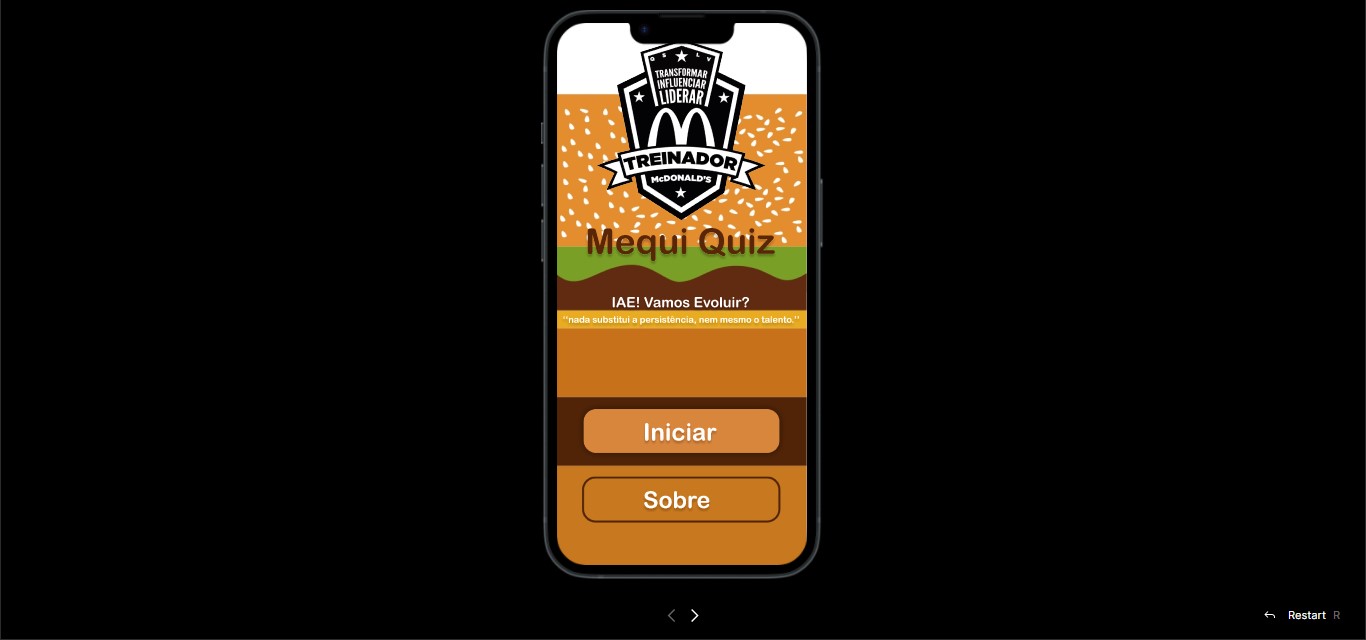 Q S L V
TRANSFORMAR
INFLUENCIAR
LIDERAR
TREINADOR
McDONALD'S
Mequi Quiz
IAE! Vamos Evoluir?
"nada substitui a persistência, nem mesmo o talento."
Iniciar
Sobre
Restart R